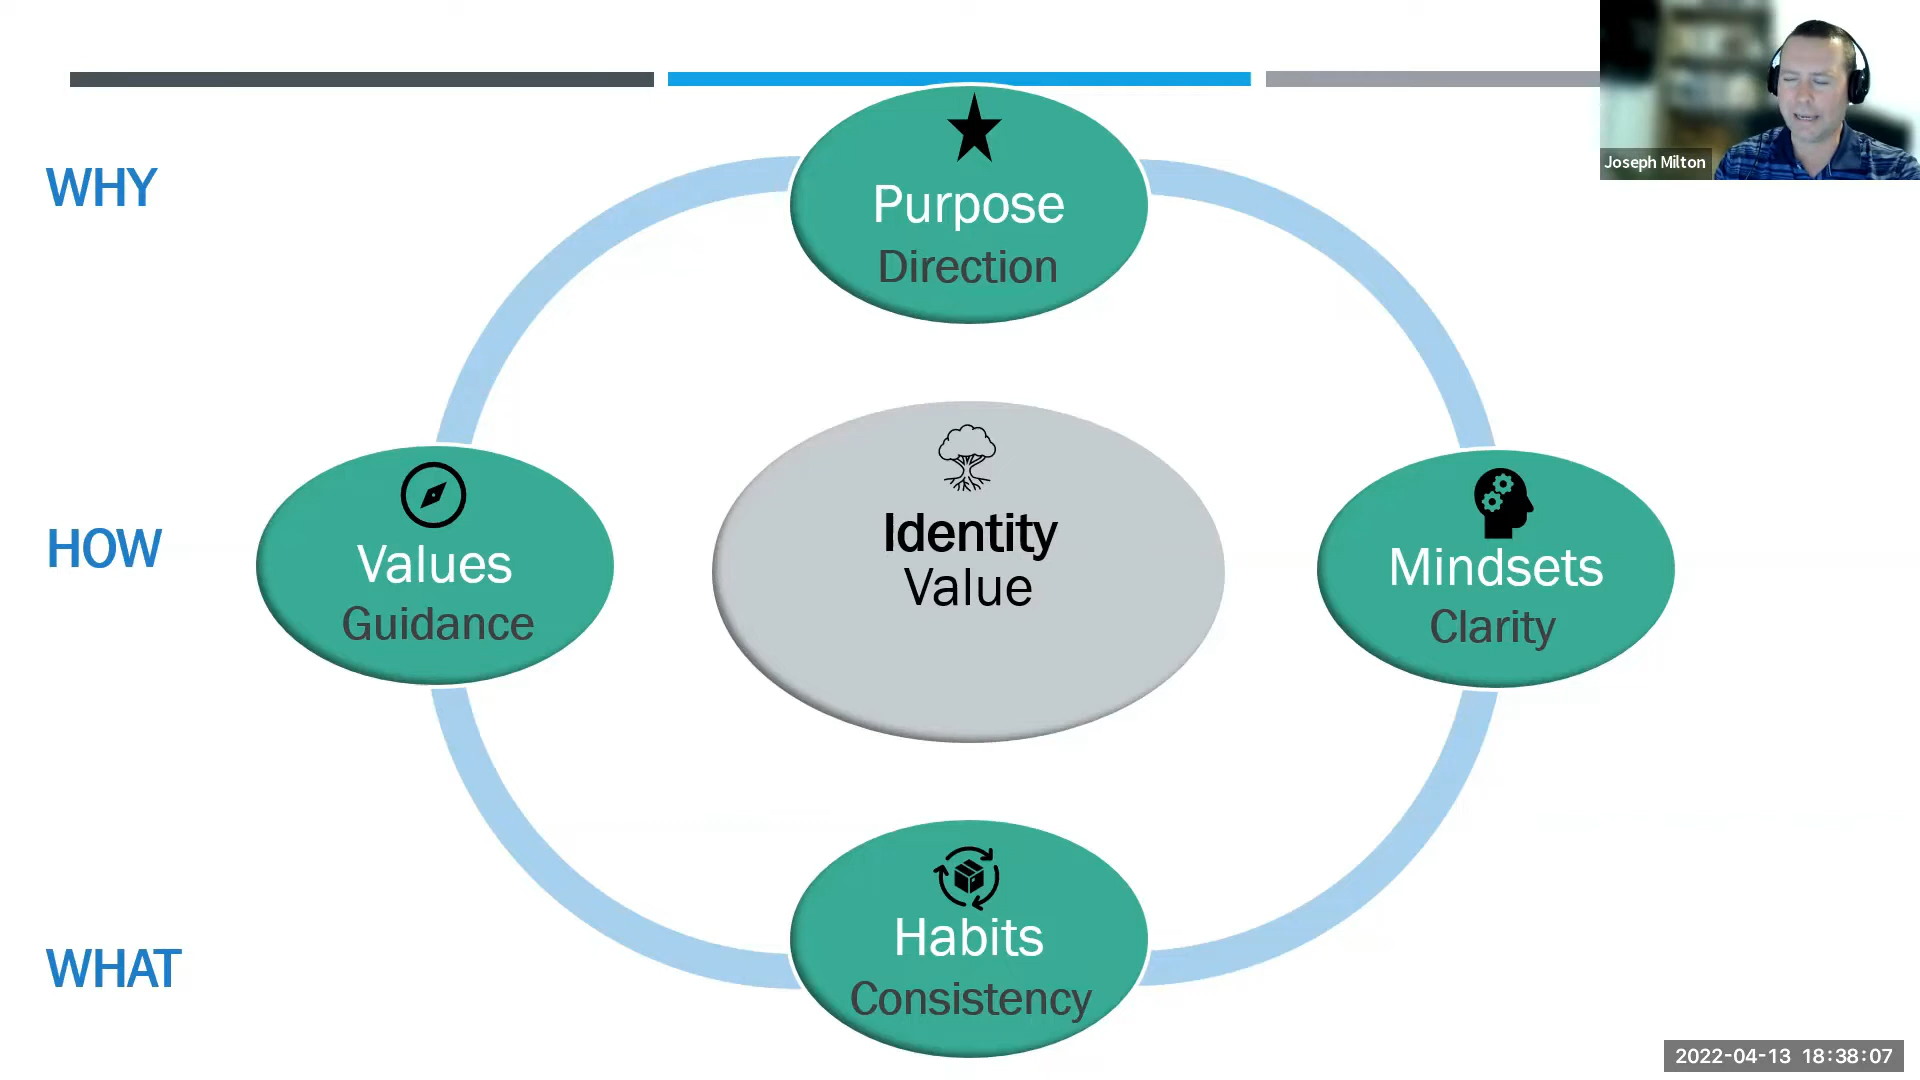 Joseph Milton
WHY
Purpose
Direction
HOW
Values
Guidance
Identity
Value
Mindsets
Clarity
WHAT
Habits
Consistency
2022-04-13 18:38:07